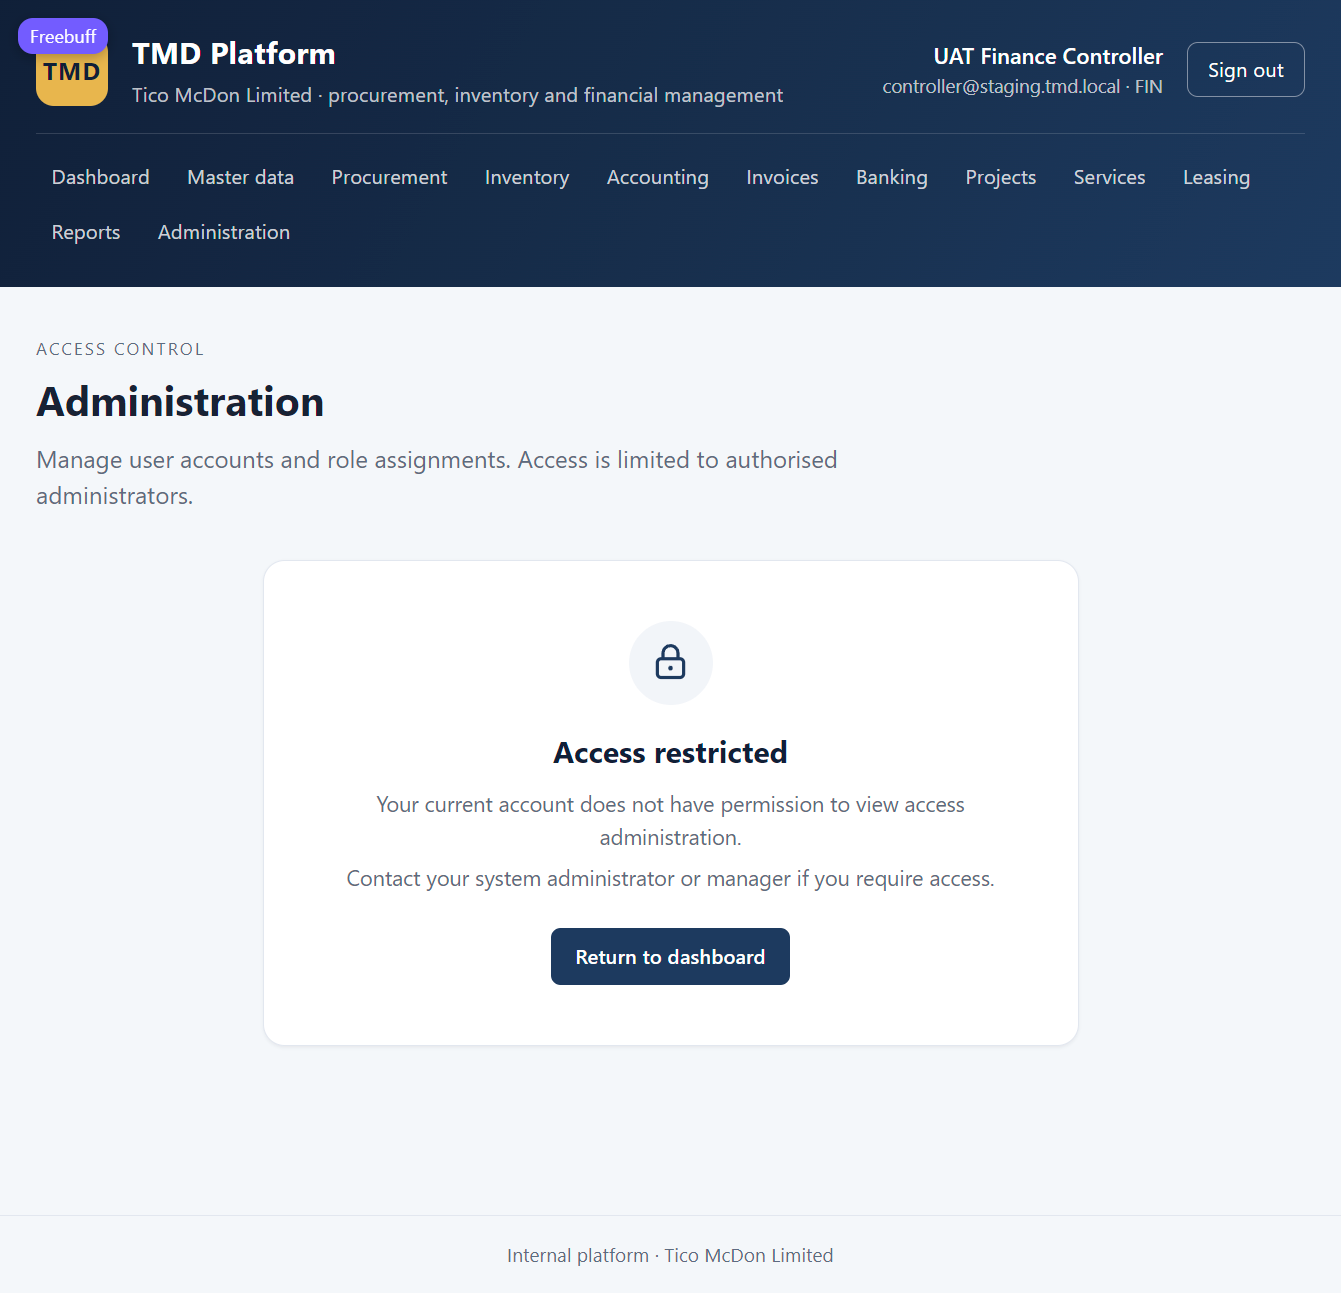 Freebuff
TMD
TMD Platform
Tico McDon Limited · procurement, inventory and financial management
UAT Finance Controller
controller@staging.tmd.local · FIN
Sign out
Dashboard Master data Procurement Inventory Accounting Invoices Banking Projects Services Leasing
Reports Administration
ACCESS CONTROL
Administration
Manage user accounts and role assignments. Access is limited to authorised
administrators.
Access restricted
Your current account does not have permission to view access
administration.
Contact your system administrator or manager if you require access.
Return to dashboard
Internal platform · Tico McDon Limited